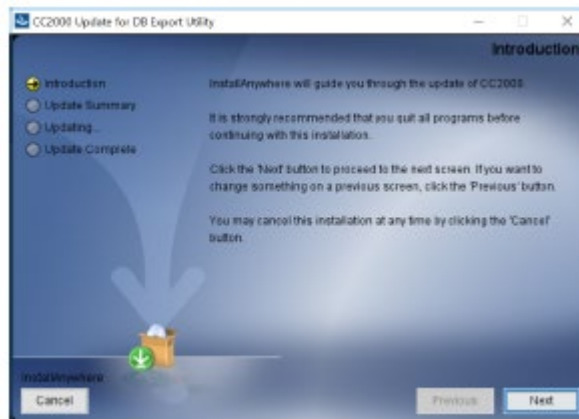 CC2000 Update for DB Export Utility
Introduction
Introduction
Update Summary
Updating...
Update Complete
InstallAnywhere will guide you through the update of CC2000.
It is strongly recommended that you quit all programs before
continuing with this installation.
Click the 'Next' button to proceed to the next screen. If you want to
change something on a previous screen, click the 'Previous' button.
You may cancel this installation at any time by clicking the 'Cancel'
button.
InstallAnywhere
Cancel
Previous
Next